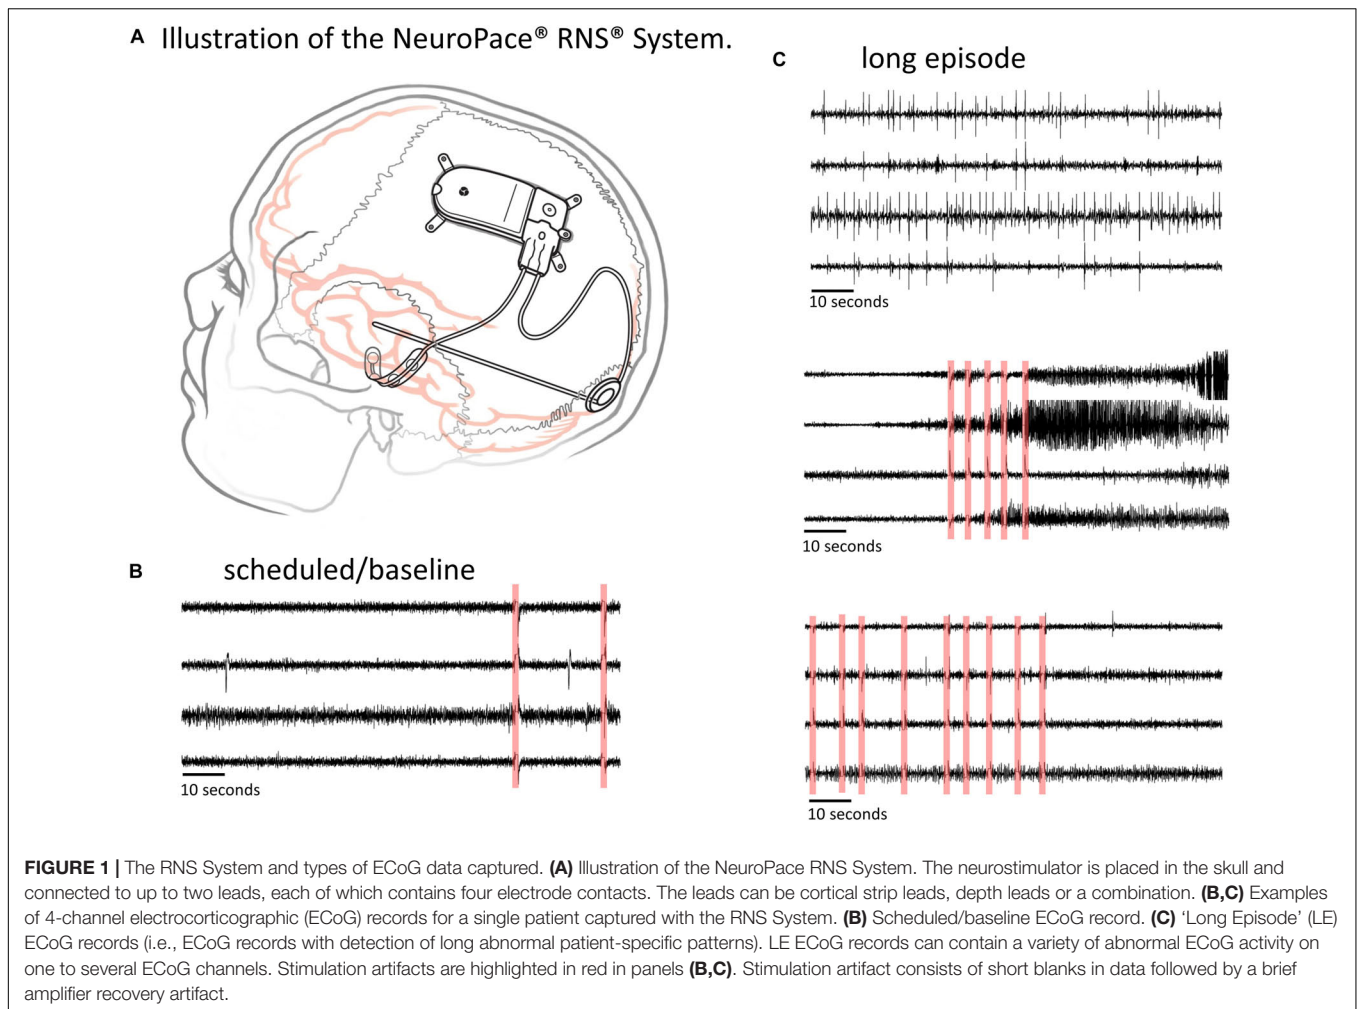 A Illustration of the NeuroPace® RNS® System.
B scheduled/baseline
10 seconds
C long episode
10 seconds
10 seconds
10 seconds
FIGURE 1 | The RNS System and types of ECoG data captured. (A) Illustration of the NeuroPace RNS System. The neurostimulator is placed in the skull and
connected to up to two leads, each of which contains four electrode contacts. The leads can be cortical strip leads, depth leads or a combination. (B,C) Examples
of 4-channel electrocorticographic (ECoG) records for a single patient captured with the RNS System. (B) Scheduled/baseline ECoG record. (C) ‘Long Episode’ (LE)
ECoG records (i.e., ECoG records with detection of long abnormal patient-specific patterns). LE ECoG records can contain a variety of abnormal ECoG activity on
one to several ECoG channels. Stimulation artifacts are highlighted in red in panels (B,C). Stimulation artifact consists of short blanks in data followed by a brief
amplifier recovery artifact.